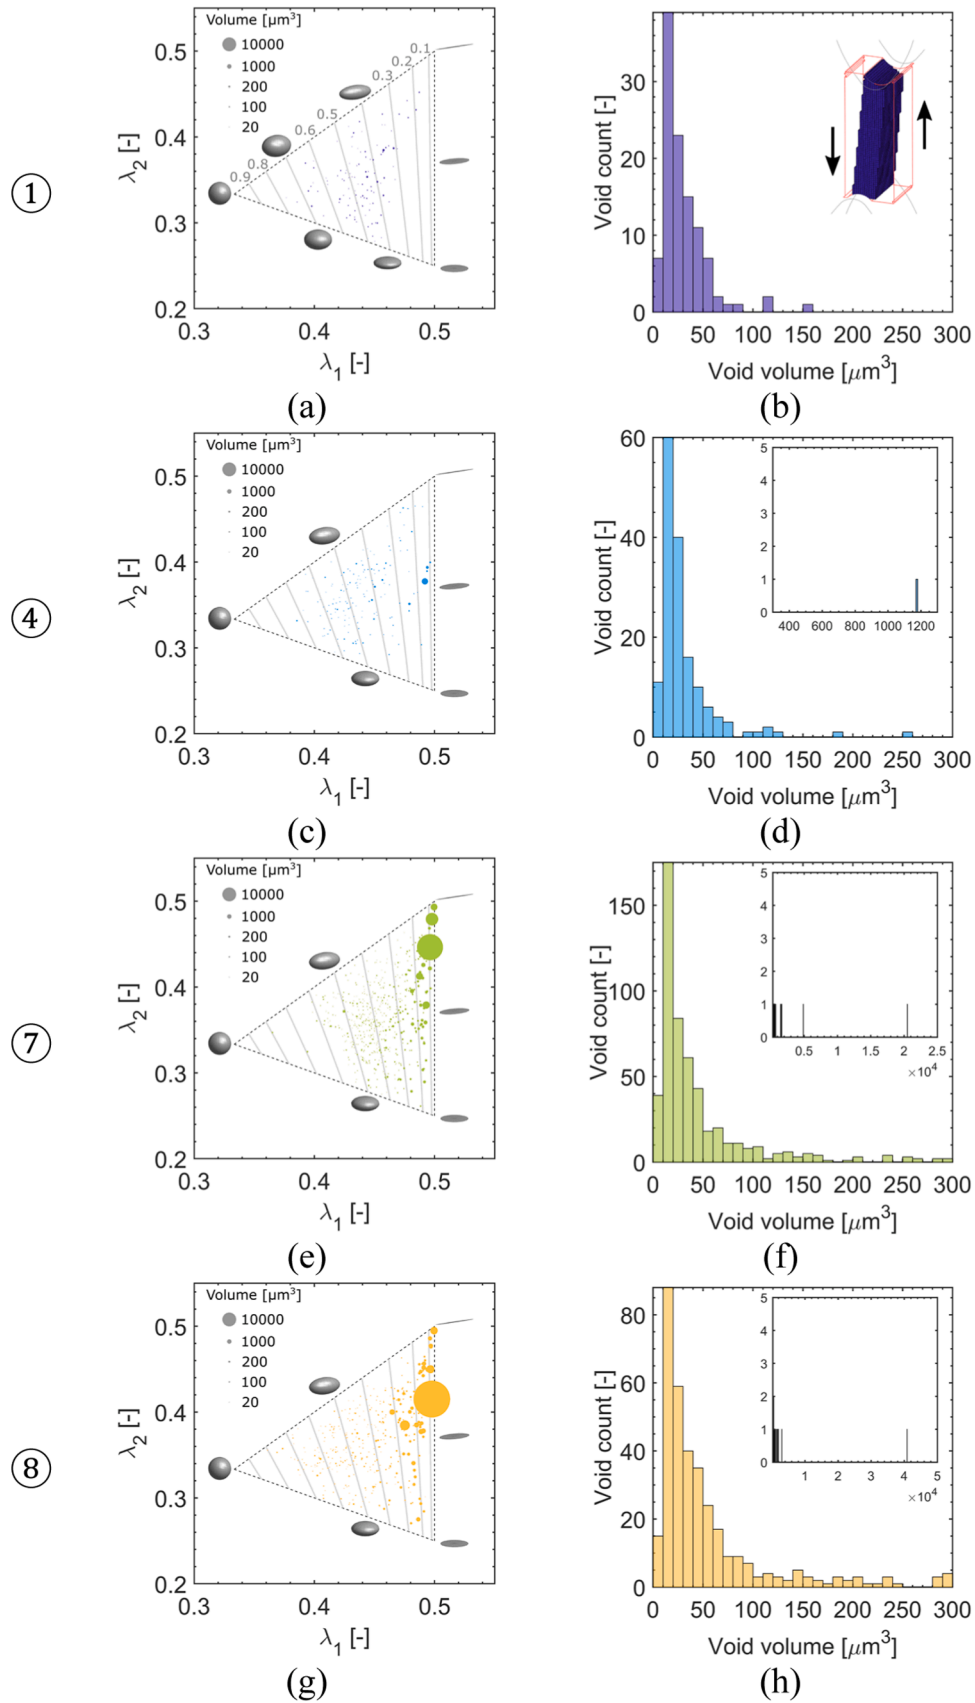 ①
Volume [µm³]
10000
1000
200
100
20
0.1
0.2
0.3
0.5
0.6
0.8
0.9
0.5
0.4
0.3
0.2
λ₂ [-]
0.3 0.4 0.5
λ₁ [-]
(a)
30
20
10
0
Void count [-]
0 50 100 150 200 250 300
Void volume [µm³]
(b)
④
Volume [µm³]
10000
1000
200
100
20
0.5
0.4
0.3
0.2
λ₂ [-]
0.3 0.4 0.5
λ₁ [-]
(c)
60
40
20
0
Void count [-]
5
4
3
2
1
0
400 600 800 1000 1200
0 50 100 150 200 250 300
Void volume [µm³]
(d)
⑦
Volume [µm³]
10000
1000
200
100
20
0.5
0.4
0.3
0.2
λ₂ [-]
0.3 0.4 0.5
λ₁ [-]
(e)
150
100
50
0
Void count [-]
5
4
3
2
1
0
0.5 1 1.5 2 2.5
×10⁴
0 50 100 150 200 250 300
Void volume [µm³]
(f)
⑧
Volume [µm³]
10000
1000
200
100
20
0.5
0.4
0.3
0.2
λ₂ [-]
0.3 0.4 0.5
λ₁ [-]
(g)
80
60
40
20
0
Void count [-]
5
4
3
2
1
0
1 2 3 4 5
×10⁴
0 50 100 150 200 250 300
Void volume [µm³]
(h)